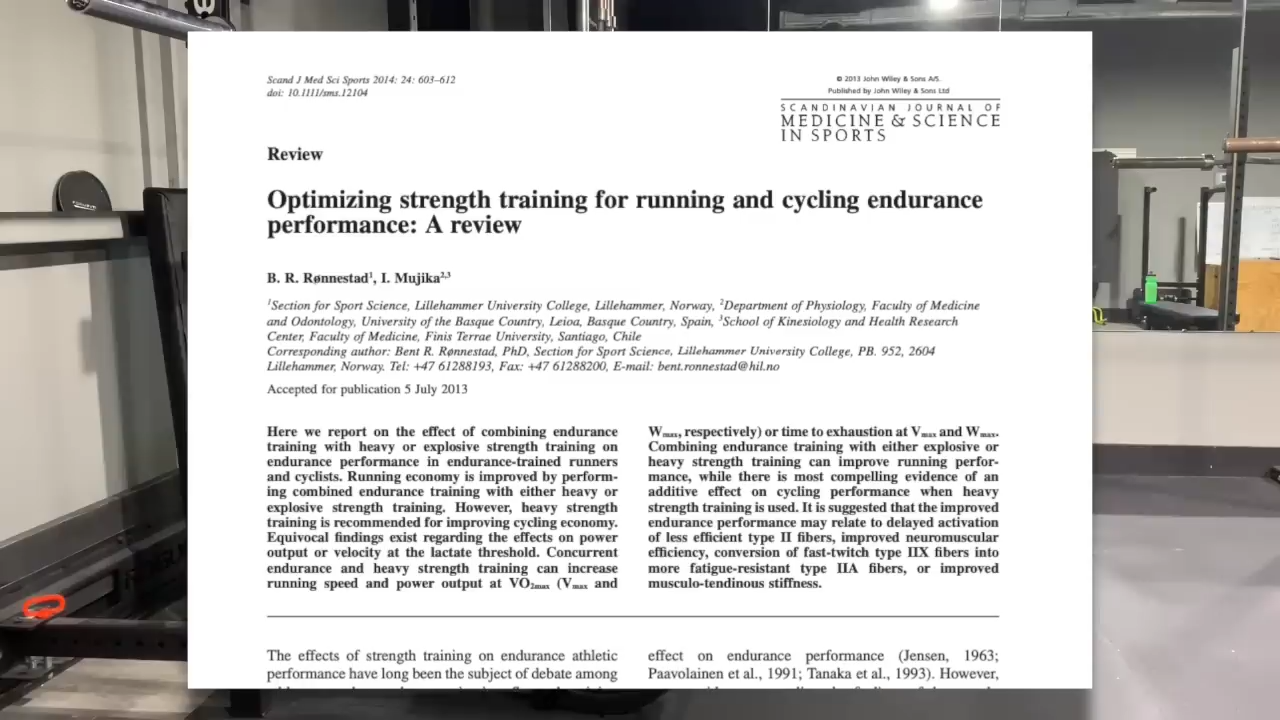 Scand J Med Sci Sports 2014: 24: 603–612
doi: 10.1111/sms.12104
© 2013 John Wiley & Sons A/S.
Published by John Wiley & Sons Ltd
SCANDINAVIAN JOURNAL OF
MEDICINE & SCIENCE
IN SPORTS
Review
Optimizing strength training for running and cycling endurance
performance: A review
B. R. Rønnestad¹, I. Mujika²,³
¹Section for Sport Science, Lillehammer University College, Lillehammer, Norway, ²Department of Physiology, Faculty of Medicine
and Odontology, University of the Basque Country, Leioa, Basque Country, Spain, ³School of Kinesiology and Health Research
Center, Faculty of Medicine, Finis Terrae University, Santiago, Chile
Corresponding author: Bent R. Rønnestad, PhD, Section for Sport Science, Lillehammer University College, PB. 952, 2604
Lillehammer, Norway. Tel: +47 61288193, Fax: +47 61288200, E-mail: bent.ronnestad@hil.no
Accepted for publication 5 July 2013
Here we report on the effect of combining endurance
training with heavy or explosive strength training on
endurance performance in endurance-trained runners
and cyclists. Running economy is improved by perform-
ing combined endurance training with either heavy or
explosive strength training. However, heavy strength
training is recommended for improving cycling economy.
Equivocal findings exist regarding the effects on power
output or velocity at the lactate threshold. Concurrent
endurance and heavy strength training can increase
running speed and power output at VO2max (Vmax and
Wmax, respectively) or time to exhaustion at Vmax and Wmax.
Combining endurance training with either explosive or
heavy strength training can improve running perfor-
mance, while there is most compelling evidence of an
additive effect on cycling performance when heavy
strength training is used. It is suggested that the improved
endurance performance may relate to delayed activation
of less efficient type II fibers, improved neuromuscular
efficiency, conversion of fast-twitch type IIX fibers into
more fatigue-resistant type IIA fibers, or improved
musculo-tendinous stiffness.
The effects of strength training on endurance athletic
performance have long been the subject of debate among
effect on endurance performance (Jensen, 1963;
Paavolainen et al., 1991; Tanaka et al., 1993). However,